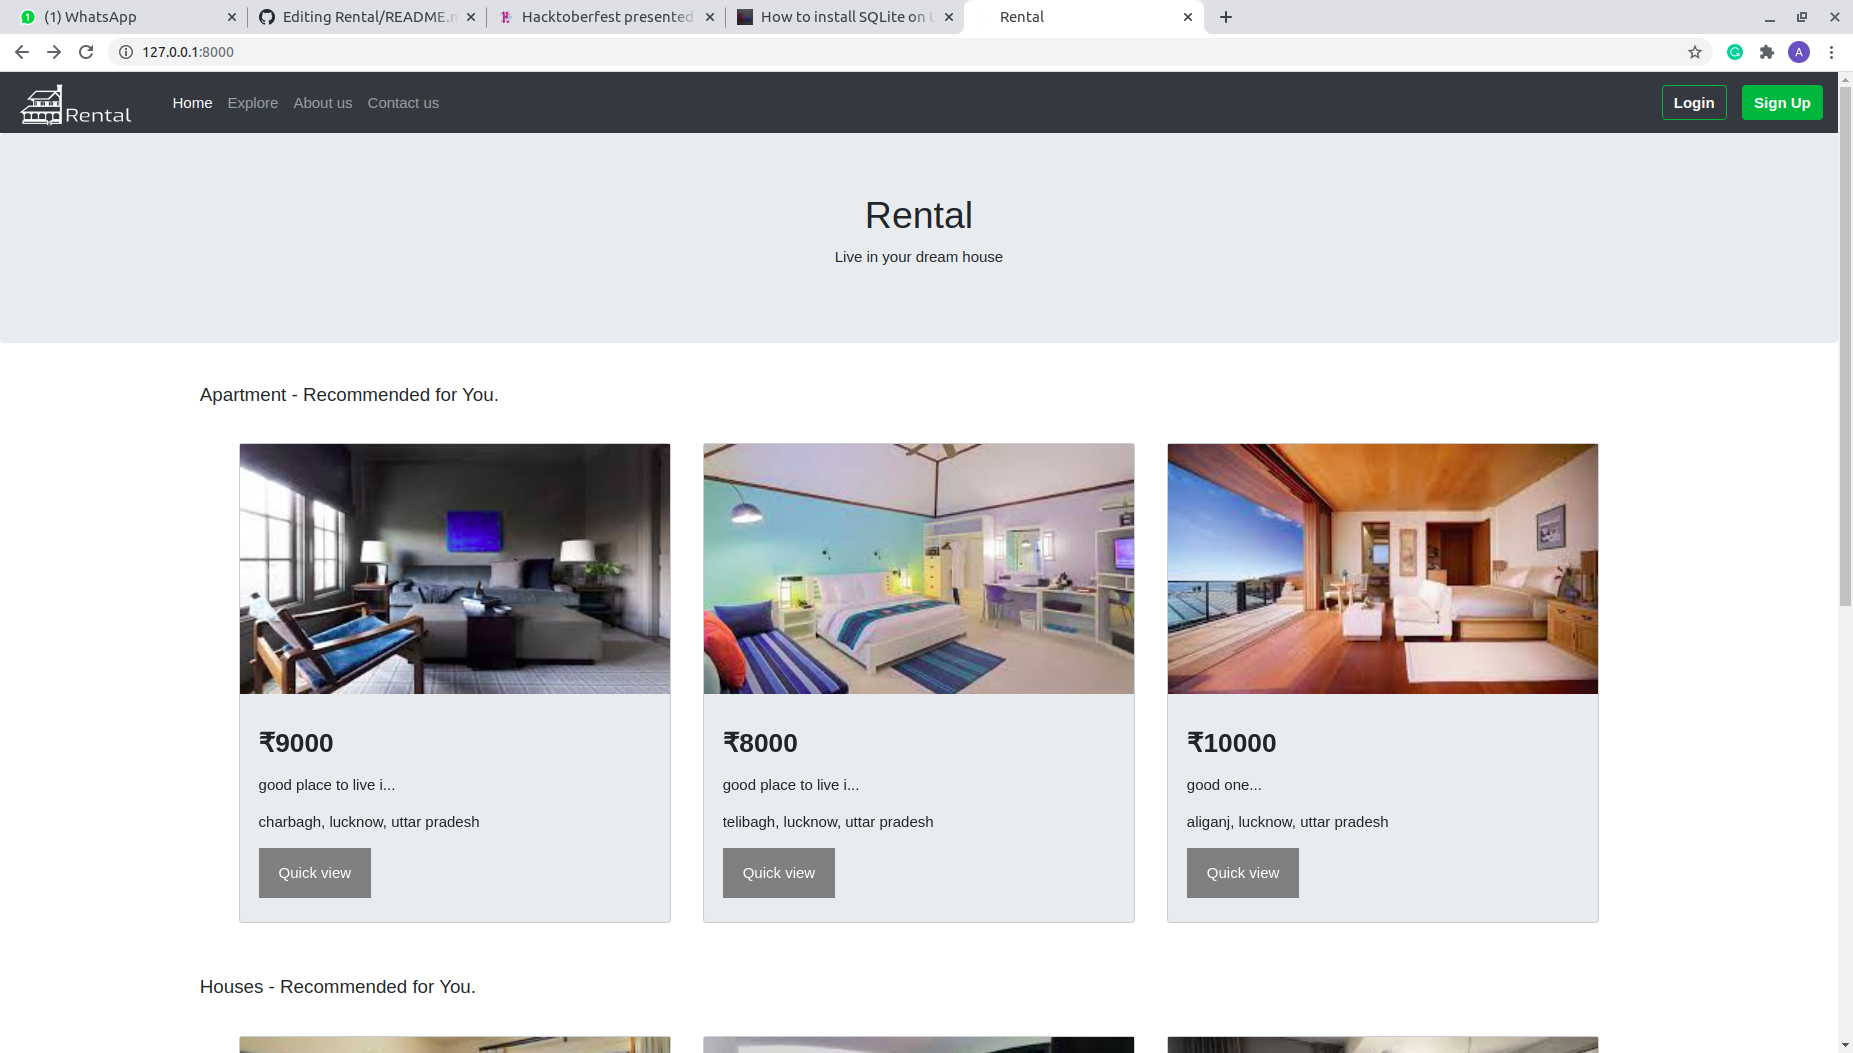 (1) WhatsApp
Editing Rental/README.m
Hacktoberfest presented
How to install SQLite on U
Rental
127.0.0.1:8000
A
Rental
Home Explore About us Contact us
Login
Sign Up
Rental
Live in your dream house
Apartment - Recommended for You.
₹9000
good place to live i...
charbagh, lucknow, uttar pradesh
Quick view
₹8000
good place to live i...
telibagh, lucknow, uttar pradesh
Quick view
₹10000
good one...
aliganj, lucknow, uttar pradesh
Quick view
Houses - Recommended for You.